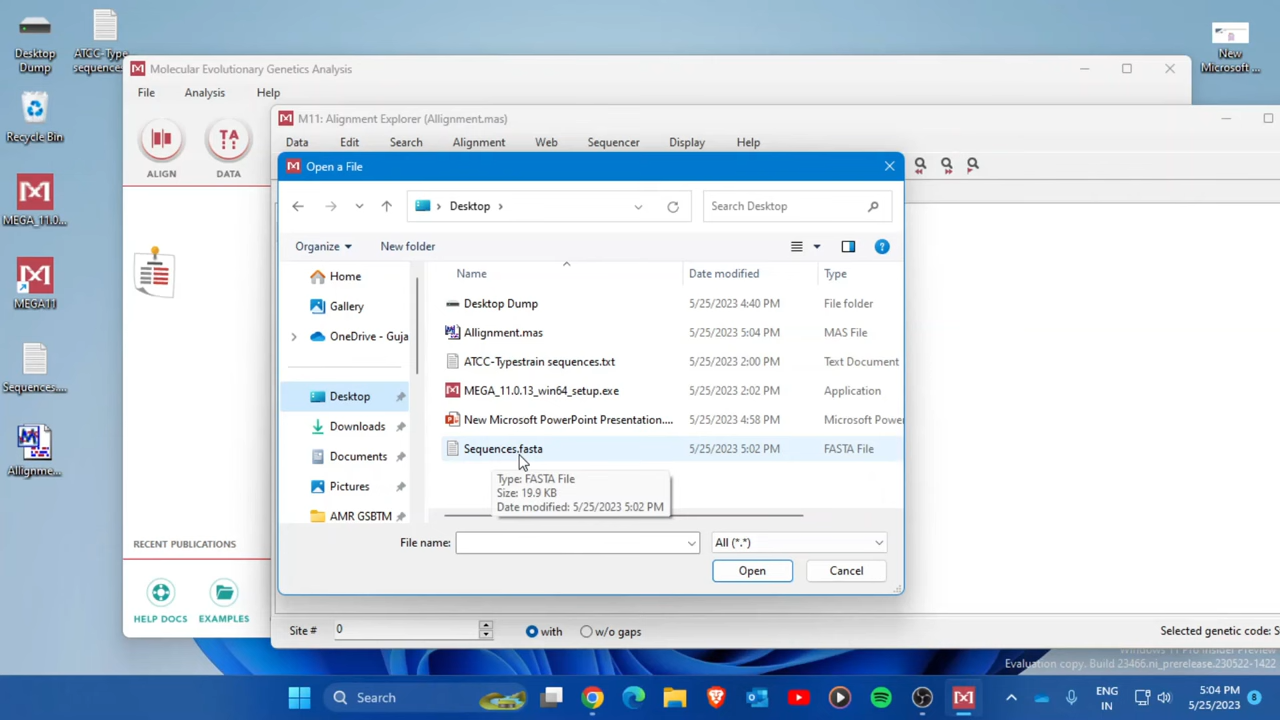 Desktop
Dump
ATCC-Type
sequence...
New
Microsoft ...
Recycle Bin
MEGA_11.0...
MEGA11
Sequences....
Allignme...
Molecular Evolutionary Genetics Analysis
File Analysis Help
ALIGN
TA
DATA
M11: Alignment Explorer (Allignment.mas)
Data Edit Search Alignment Web Sequencer Display Help
Open a File
Desktop
Search Desktop
Organize New folder
Home
Gallery
OneDrive - Guja
Desktop
Downloads
Documents
Pictures
AMR GSBTM
Name Date modified Type
Desktop Dump 5/25/2023 4:40 PM File folder
Allignment.mas 5/25/2023 5:04 PM MAS File
ATCC-Typestrain sequences.txt 5/25/2023 2:00 PM Text Document
MEGA_11.0.13_win64_setup.exe 5/25/2023 2:02 PM Application
New Microsoft PowerPoint Presentation.... 5/25/2023 4:58 PM Microsoft Power
Sequences.fasta 5/25/2023 5:02 PM FASTA File
Type: FASTA File
Size: 19.9 KB
Date modified: 5/25/2023 5:02 PM
File name: All (*.*)
Open Cancel
RECENT PUBLICATIONS
HELP DOCS EXAMPLES
Site # 0 with w/o gaps Selected genetic code: S
Windows 11 Pro Insider Preview
Evaluation copy. Build 23466.ni_prerelease.230522-1422
Search
ENG
IN
5:04 PM
5/25/2023
8